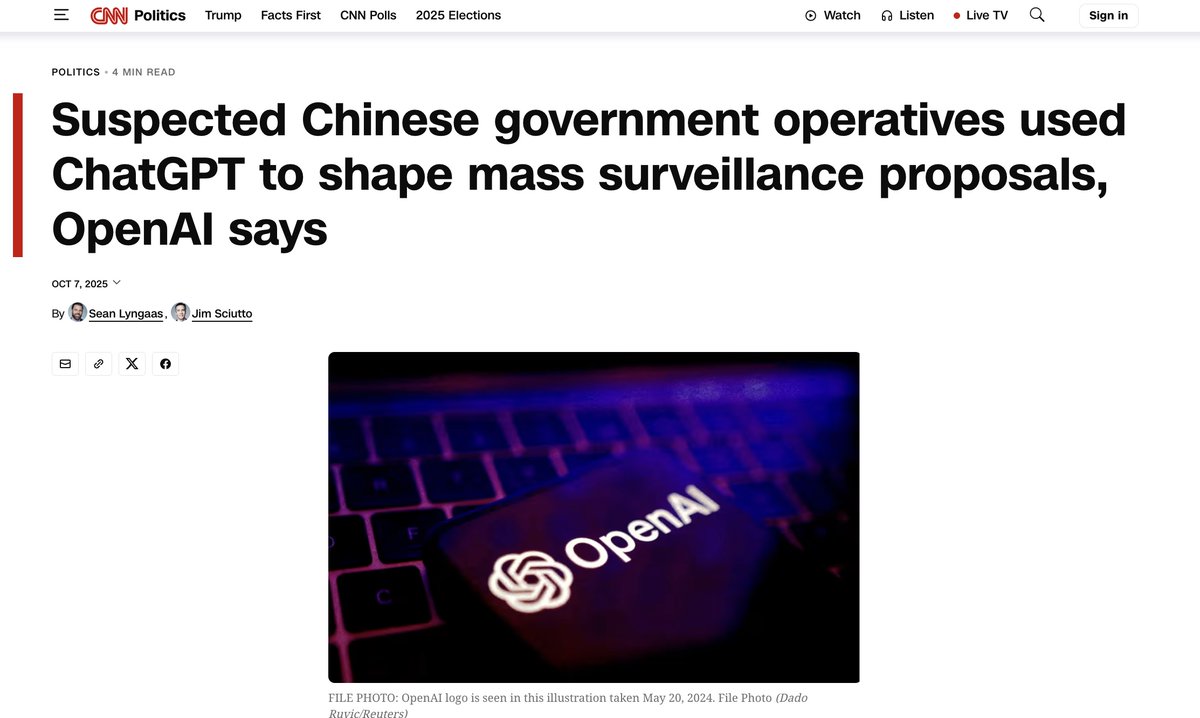 CNN Politics Trump Facts First CNN Polls 2025 Elections Watch Listen Live TV Sign in
POLITICS • 4 MIN READ
Suspected Chinese government operatives used
ChatGPT to shape mass surveillance proposals,
OpenAI says
OCT 7, 2025
By Sean Lyngaas, Jim Sciutto
OpenAI
F
C
FILE PHOTO: OpenAI logo is seen in this illustration taken May 20, 2024. File Photo (Dado
Ruvic/Reuters)